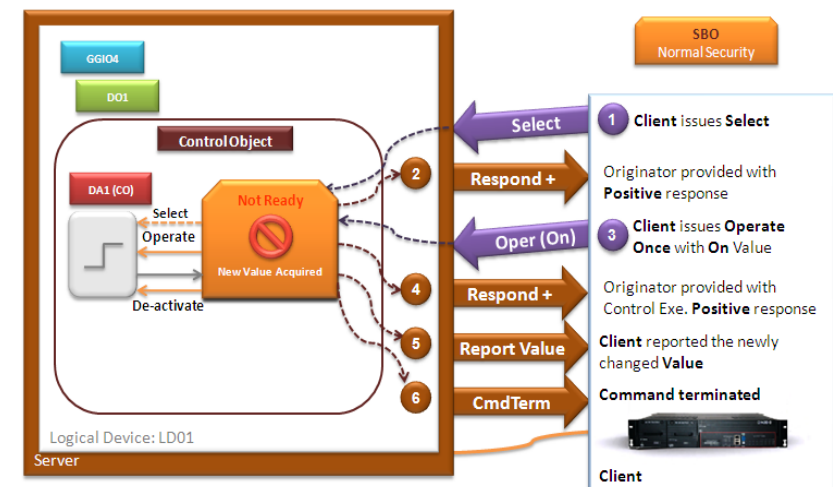 SBO
Normal Security
GGIO4
DO1
Control Object
DA1 (CO)
Not Ready
New Value Acquired
Select
Operate
De-activate
Select
1 Client issues Select
2
Respond +
Originator provided with
Positive response
Oper (On)
3 Client issues Operate
Once with On Value
4
Respond +
Originator provided with
Control Exe. Positive response
5
Report Value
Client reported the newly
changed Value
6
CmdTerm
Command terminated
Client
Logical Device: LD01
Server